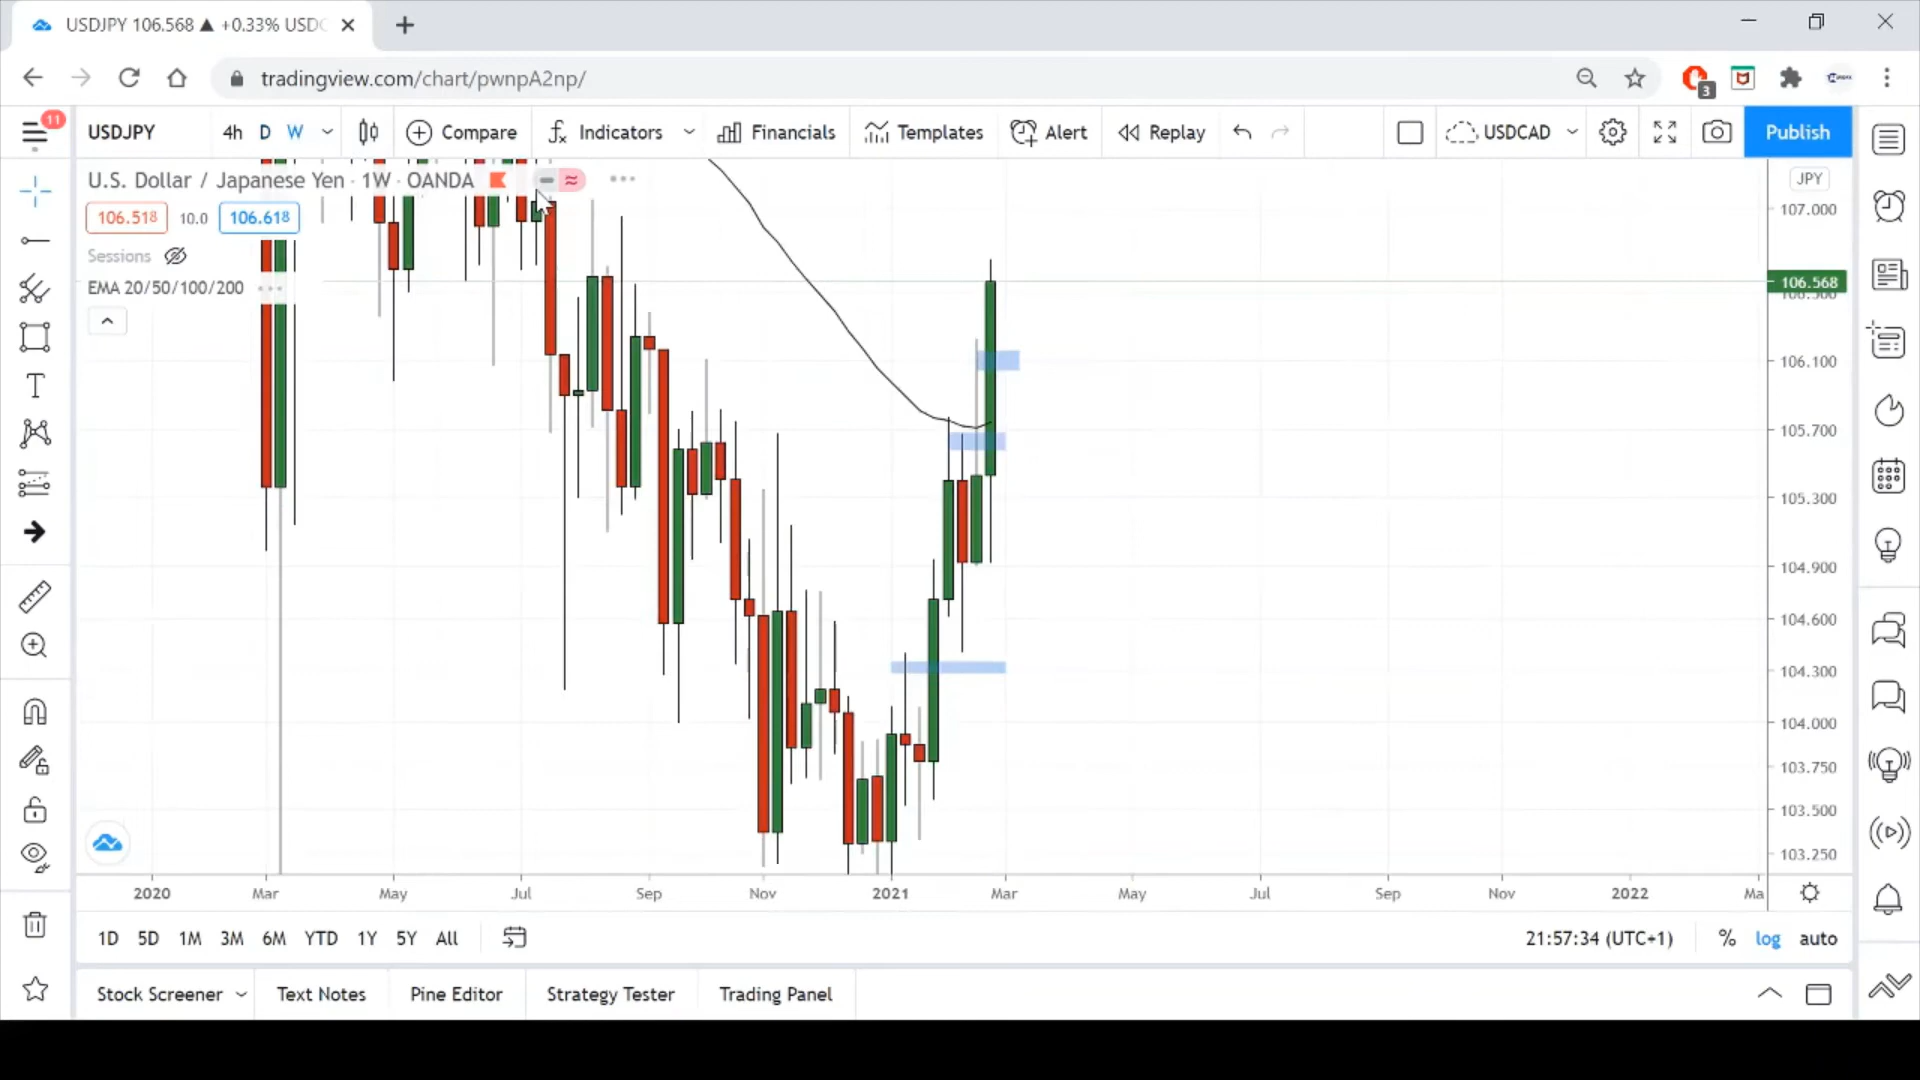 USDJPY 106.568 ▲ +0.33% USDC
tradingview.com/chart/pwnpA2np/
3
11
USDJPY 4h D W Compare Indicators Financials Templates Alert Replay USDCAD Publish
U.S. Dollar / Japanese Yen · 1W · OANDA
JPY
106.518 10.0 106.618
Sessions
EMA 20/50/100/200
107.000
106.568
106.100
105.700
105.300
104.900
104.600
104.300
104.000
103.750
103.500
103.250
2020 Mar May Jul Sep Nov 2021 Mar May Jul Sep Nov 2022 Ma
1D 5D 1M 3M 6M YTD 1Y 5Y All 21:57:34 (UTC+1) % log auto
Stock Screener Text Notes Pine Editor Strategy Tester Trading Panel